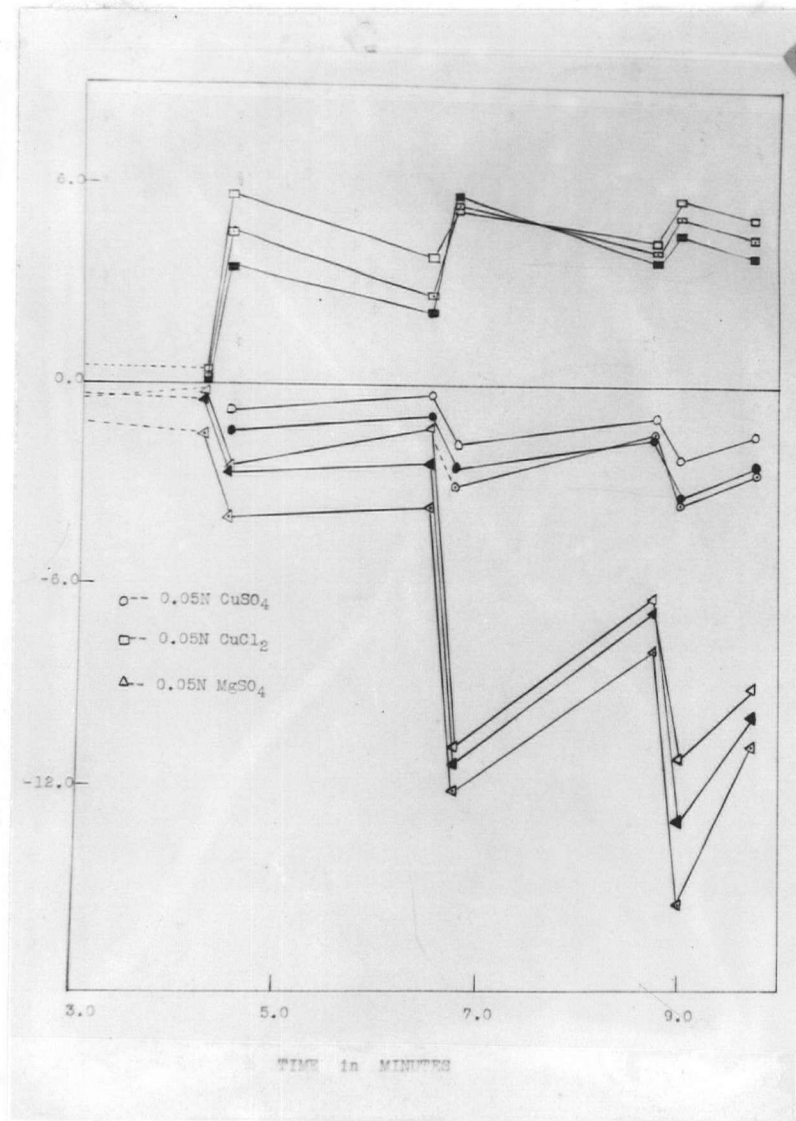 6.0
0.0
-6.0
-- 0.05N CuSO4
-- 0.05N CuCl2
-- 0.05N MgSO4
-12.0
3.0 5.0 7.0 9.0
TIME in MINUTES